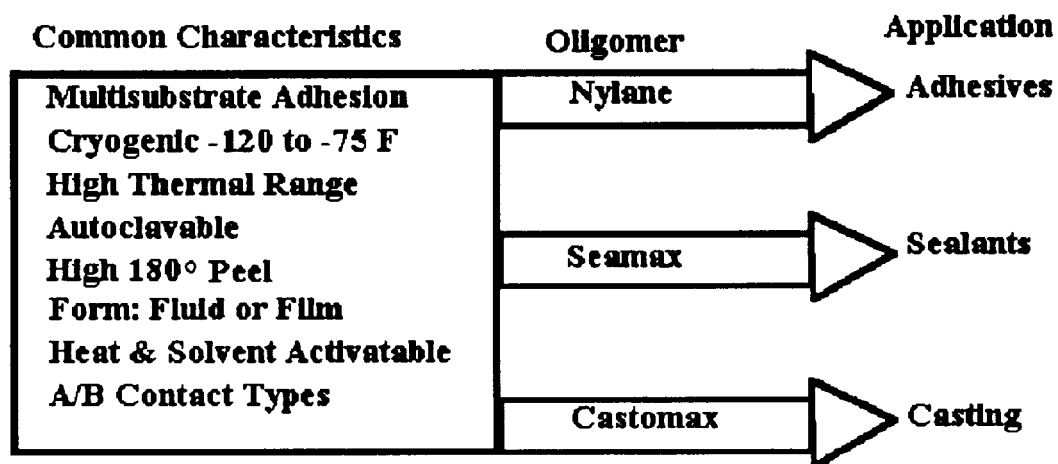 Common Characteristics
Oligomer
Application
Multisubstrate Adhesion
Cryogenic -120 to -75 F
High Thermal Range
Autoclavable
High 180° Peel
Form: Fluid or Film
Heat & Solvent Activatable
A/B Contact Types
Nylane
Adhesives
Seamax
Sealants
Castomax
Casting